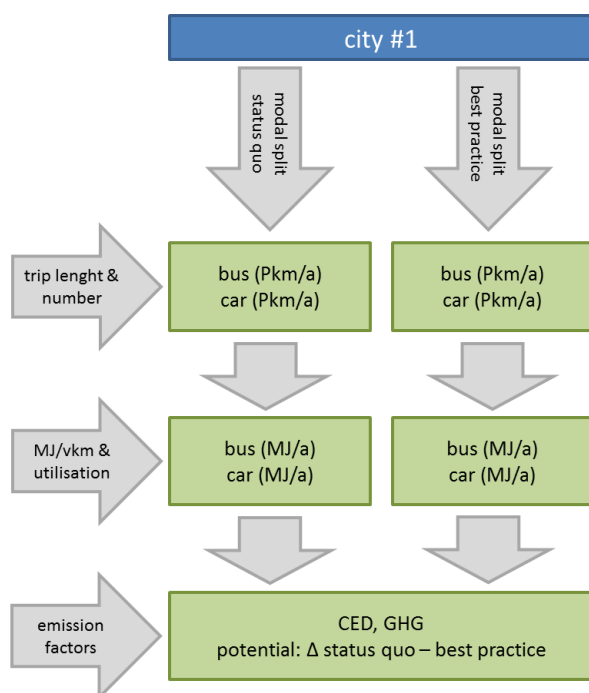 city #1
modal split
status quo
modal split
best practice
trip lenght &
number
bus (Pkm/a)
car (Pkm/a)
bus (Pkm/a)
car (Pkm/a)
MJ/vkm &
utilisation
bus (MJ/a)
car (MJ/a)
bus (MJ/a)
car (MJ/a)
emission
factors
CED, GHG
potential: Δ status quo – best practice